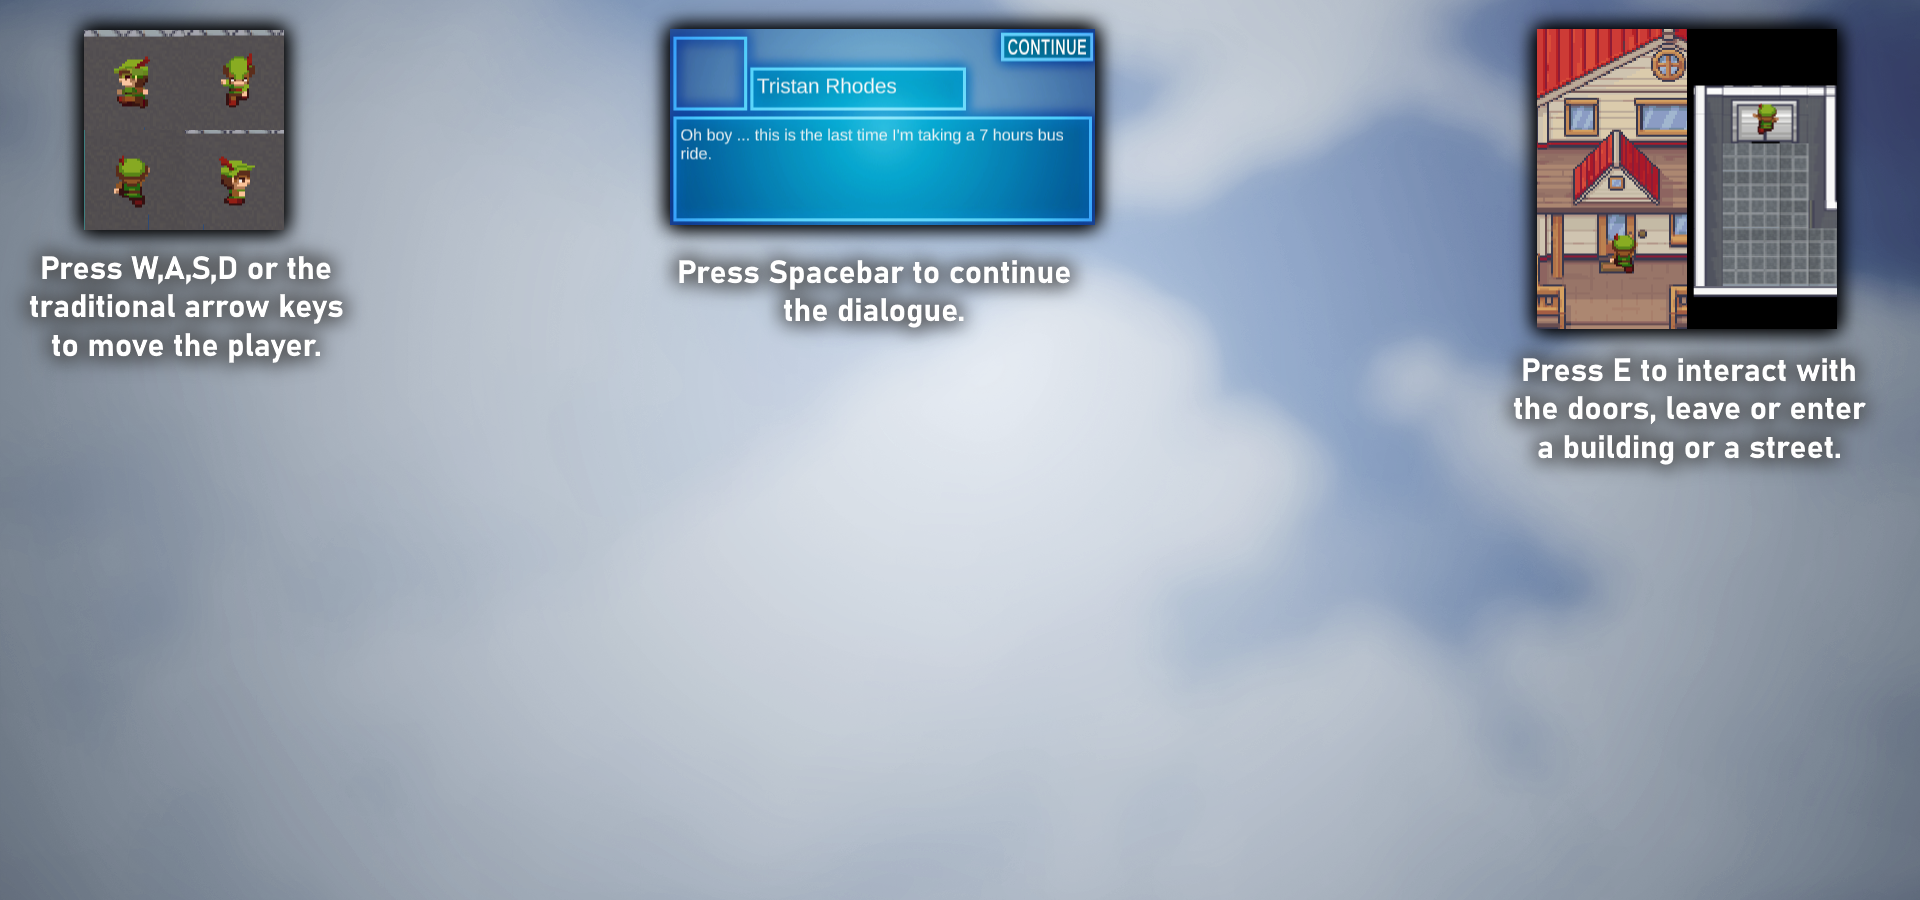 Press W,A,S,D or the
traditional arrow keys
to move the player.
CONTINUE
Tristan Rhodes
Oh boy ... this is the last time I'm taking a 7 hours bus
ride.
Press Spacebar to continue
the dialogue.
Press E to interact with
the doors, leave or enter
a building or a street.